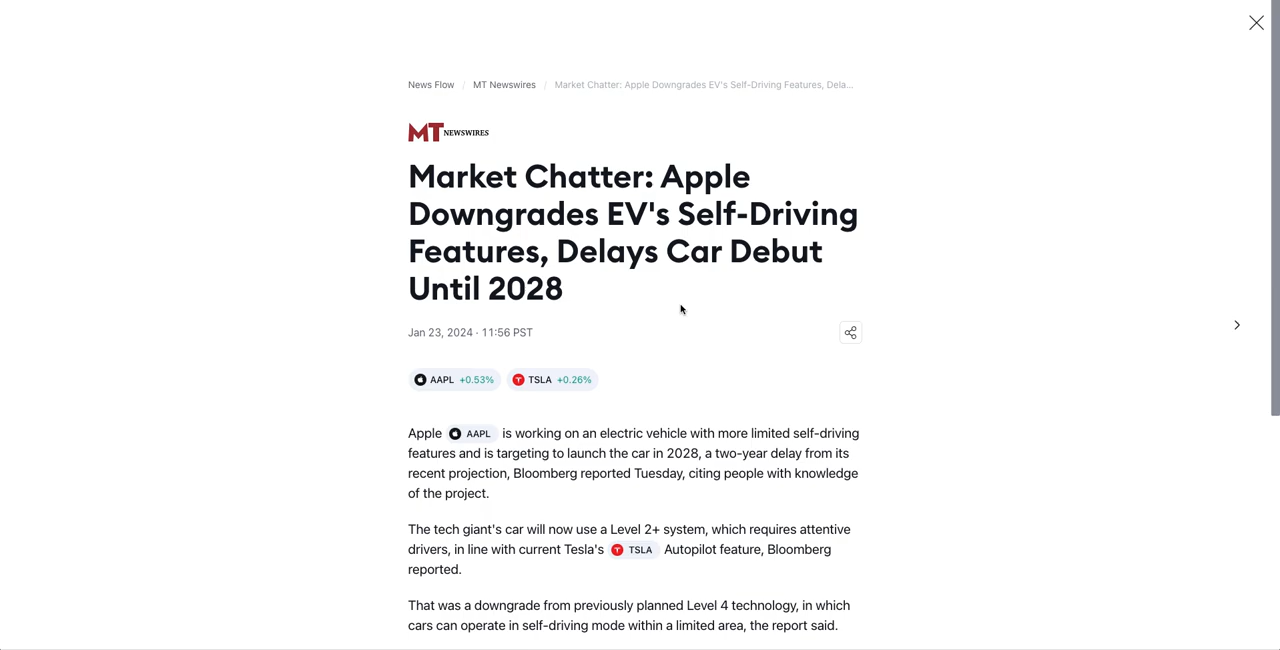 News Flow / MT Newswires / Market Chatter: Apple Downgrades EV's Self-Driving Features, Dela...
MT NEWSWIRES
Market Chatter: Apple
Downgrades EV's Self-Driving
Features, Delays Car Debut
Until 2028
Jan 23, 2024 · 11:56 PST
AAPL +0.53% TSLA +0.26%
Apple AAPL is working on an electric vehicle with more limited self-driving
features and is targeting to launch the car in 2028, a two-year delay from its
recent projection, Bloomberg reported Tuesday, citing people with knowledge
of the project.
The tech giant's car will now use a Level 2+ system, which requires attentive
drivers, in line with current Tesla's TSLA Autopilot feature, Bloomberg
reported.
That was a downgrade from previously planned Level 4 technology, in which
cars can operate in self-driving mode within a limited area, the report said.